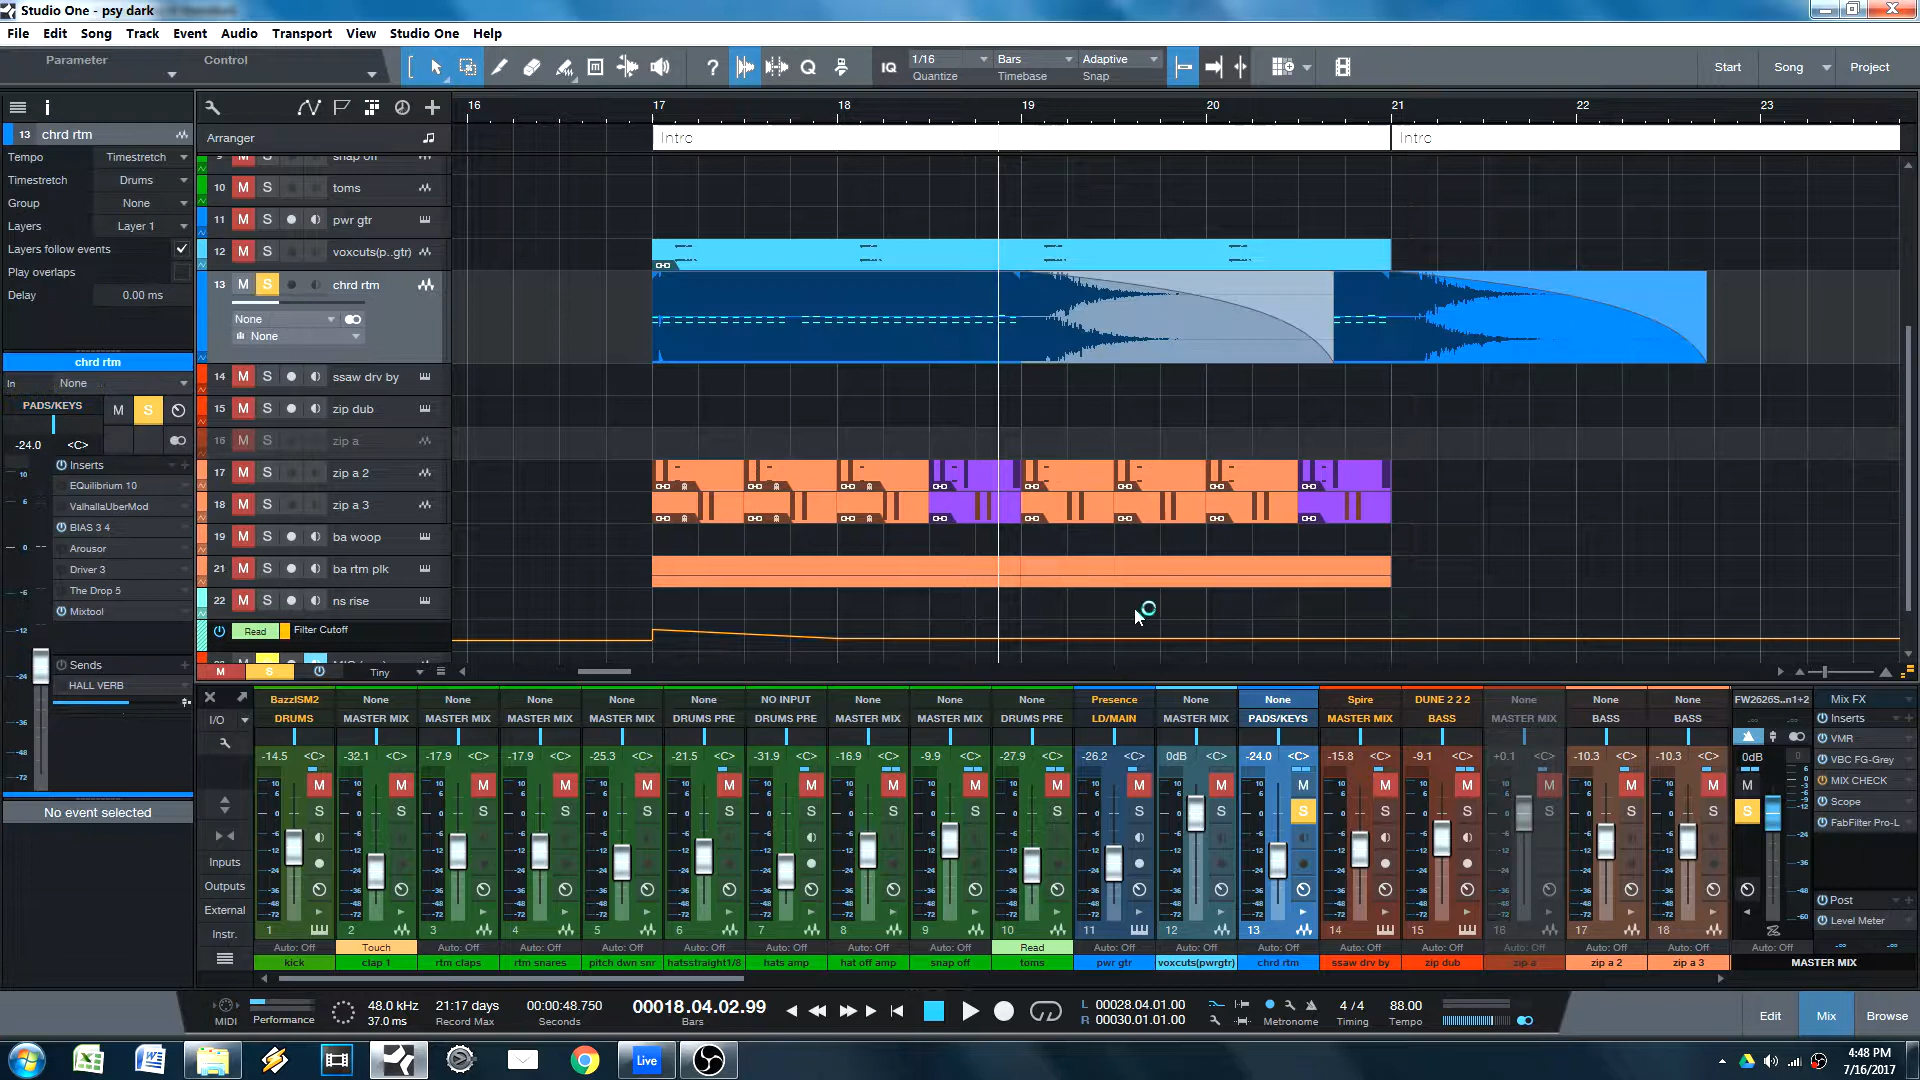 Studio One - psy dark
File Edit Song Track Event Audio Transport View Studio One Help
Parameter Control
? Q IQ 1/16 Quantize Bars Timebase Adaptive Snap Start Song Project
16 17 18 19 20 21 22 23
13 chrd rtm
Arranger
Intro Intro
Tempo Timestretch
Timestretch Drums
Group None
Layers Layer 1
Layers follow events
Play overlaps
Delay 0.00 ms
9 M S snap off
10 M S toms
11 M S pwr gtr
12 M S voxcuts(p..gtr)
13 M S chrd rtm
None
None
14 M S ssaw drv by
15 M S zip dub
16 M S zip a
17 M S zip a 2
18 M S zip a 3
19 M S ba woop
21 M S ba rtm plk
22 M S ns rise
Read Filter Cutoff
M S Tiny
chrd rtm
In None
PADS/KEYS M S
-24.0 <C>
Inserts
EQuilibrium 10
ValhallaUberMod
BIAS 3 4
Arousor
Driver 3
The Drop 5
Mixtool
Sends
HALL VERB
10 6 0 -6 -12 -24 -36 -48 -72
No event selected
BazzISM2 None None None None None NO INPUT None None None Presence None None Spire DUNE 2 2 2 None None None FW2626S..n1+2 Mix FX
I/O DRUMS MASTER MIX MASTER MIX MASTER MIX MASTER MIX DRUMS PRE DRUMS PRE MASTER MIX MASTER MIX DRUMS PRE LD/MAIN MASTER MIX PADS/KEYS MASTER MIX BASS MASTER MIX BASS BASS Inserts
-14.5 <C> -32.1 <C> -17.9 <C> -17.9 <C> -25.3 <C> -21.5 <C> -31.9 <C> -16.9 <C> -9.9 <C> -27.9 <C> -26.2 <C> 0dB <C> -24.0 <C> -15.8 <C> -9.1 <C> +0.1 <C> -10.3 <C> -10.3 <C> 0dB
VMR
VBC FG-Grey
MIX CHECK
Scope
FabFilter Pro-L
Inputs
Outputs
External
Instr.
Post
Level Meter
1 2 3 4 5 6 7 8 9 10 11 12 13 14 15 16 17 18
Auto: Off Touch Auto: Off Auto: Off Auto: Off Auto: Off Auto: Off Auto: Off Auto: Off Read Auto: Off Auto: Off Auto: Off Auto: Off Auto: Off Auto: Off Auto: Off Auto: Off Auto: Off
kick clap 1 rtm claps rtm snares pitch dwn snr hatsstraight1/8 hats amp hat off amp snap off toms pwr gtr voxcuts(pwrgtr) chrd rtm ssaw drv by zip dub zip a zip a 2 zip a 3 MASTER MIX
MIDI Performance 48.0 kHz 37.0 ms 21:17 days Record Max 00:00:48.750 Seconds 00018.04.02.99 Bars L 00028.04.01.00 R 00030.01.01.00 Metronome 4 / 4 Timing 88.00 Tempo Edit Mix Browse
Live
4:48 PM
7/16/2017